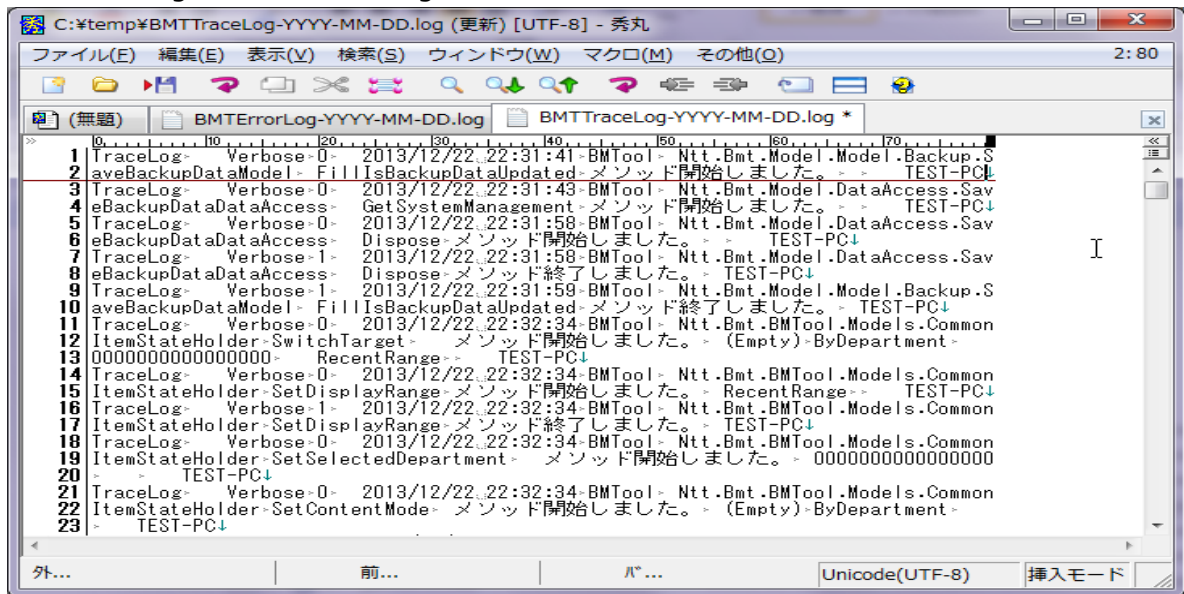 C:¥temp¥BMTTraceLog-YYYY-MM-DD.log (更新) [UTF-8] - 秀丸
ファイル(F) 編集(E) 表示(V) 検索(S) ウィンドウ(W) マクロ(M) その他(O) 2:80
(無題) BMTErrorLog-YYYY-MM-DD.log BMTTraceLog-YYYY-MM-DD.log *
0 10 20 30 40 50 60 70
1 TraceLog Verbose 0 2013/12/22 22:31:41 BMTool Ntt.Bmt.Model.Model.Backup.S
2 aveBackupDataModel FillIsBackupDataUpdated メソッド開始しました。 TEST-PC↓
3 TraceLog Verbose 0 2013/12/22 22:31:43 BMTool Ntt.Bmt.Model.DataAccess.Sav
4 eBackupDataDataAccess GetSystemManagement メソッド開始しました。 TEST-PC↓
5 TraceLog Verbose 0 2013/12/22 22:31:58 BMTool Ntt.Bmt.Model.DataAccess.Sav
6 eBackupDataDataAccess Dispose メソッド開始しました。 TEST-PC↓
7 TraceLog Verbose 1 2013/12/22 22:31:58 BMTool Ntt.Bmt.Model.DataAccess.Sav
8 eBackupDataDataAccess Dispose メソッド終了しました。 TEST-PC↓
9 TraceLog Verbose 1 2013/12/22 22:31:59 BMTool Ntt.Bmt.Model.Model.Backup.S
10 aveBackupDataModel FillIsBackupDataUpdated メソッド終了しました。 TEST-PC↓
11 TraceLog Verbose 0 2013/12/22 22:32:34 BMTool Ntt.Bmt.BMTool.Models.Common
12 ItemStateHolder SwitchTarget メソッド開始しました。 (Empty) ByDepartment
13 0000000000000000 RecentRange TEST-PC↓
14 TraceLog Verbose 0 2013/12/22 22:32:34 BMTool Ntt.Bmt.BMTool.Models.Common
15 ItemStateHolder SetDisplayRange メソッド開始しました。 RecentRange TEST-PC↓
16 TraceLog Verbose 1 2013/12/22 22:32:34 BMTool Ntt.Bmt.BMTool.Models.Common
17 ItemStateHolder SetDisplayRange メソッド終了しました。 TEST-PC↓
18 TraceLog Verbose 0 2013/12/22 22:32:34 BMTool Ntt.Bmt.BMTool.Models.Common
19 ItemStateHolder SetSelectedDepartment メソッド開始しました。 0000000000000000
20 TEST-PC↓
21 TraceLog Verbose 0 2013/12/22 22:32:34 BMTool Ntt.Bmt.BMTool.Models.Common
22 ItemStateHolder SetContentMode メソッド開始しました。 (Empty) ByDepartment
23 TEST-PC↓
外... 前... バ... Unicode(UTF-8) 挿入モード